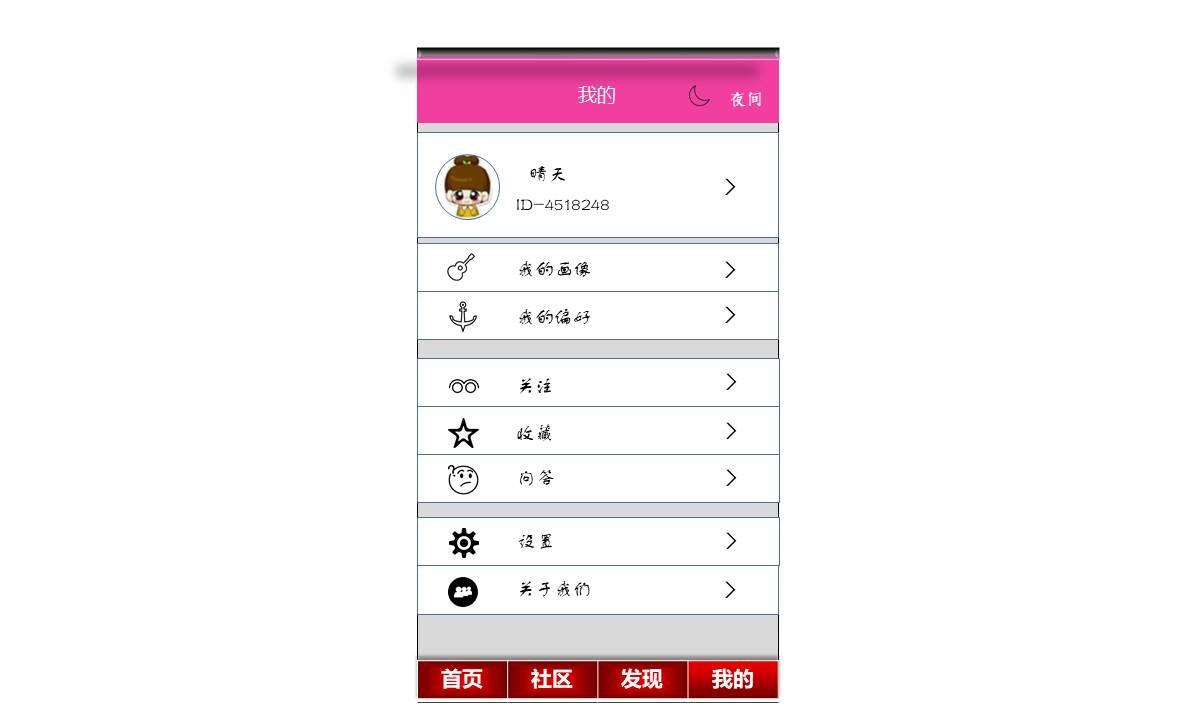 我的
夜间
晴天
ID-4518248
我的画像
我的偏好
关注
收藏
问答
设置
关于我们
首页 社区 发现 我的